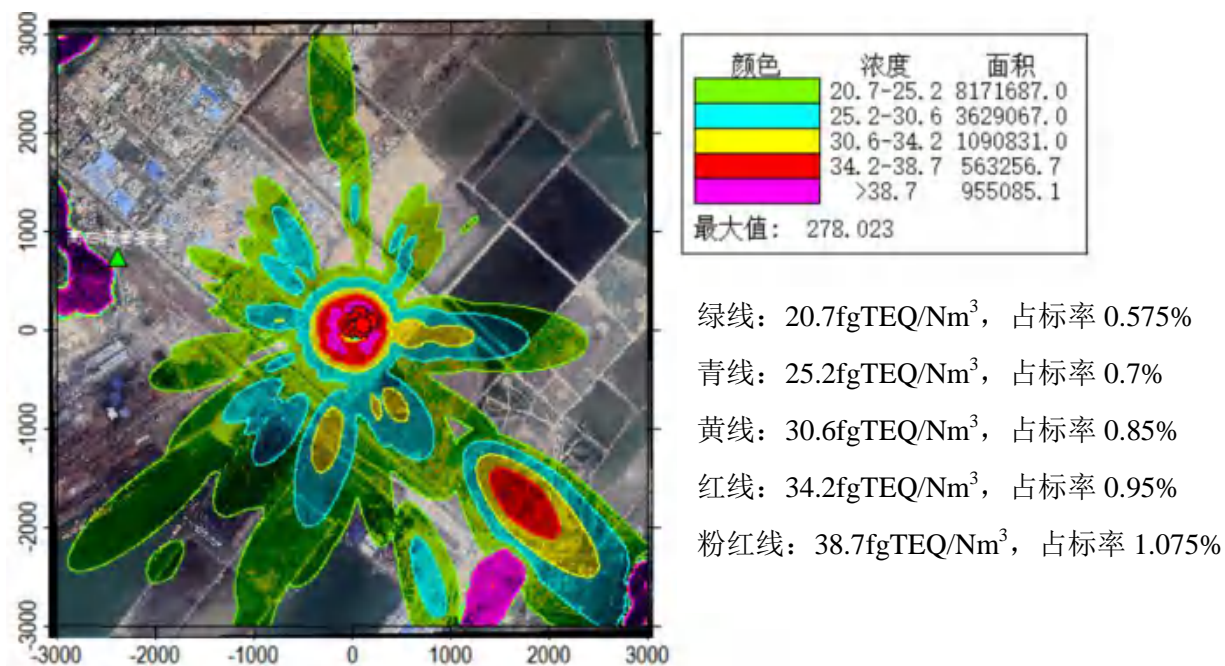 3000
2000
1000
0
-1000
-2000
-3000
-3000 -2000 -1000 0 1000 2000 3000
颜色 浓度 面积
20.7-25.2 8171687.0
25.2-30.6 3629067.0
30.6-34.2 1090831.0
34.2-38.7 563256.7
>38.7 955085.1
最大值: 278.023
绿线：20.7fgTEQ/Nm³，占标率 0.575%
青线：25.2fgTEQ/Nm³，占标率 0.7%
黄线：30.6fgTEQ/Nm³，占标率 0.85%
红线：34.2fgTEQ/Nm³，占标率 0.95%
粉红线：38.7fgTEQ/Nm³，占标率 1.075%